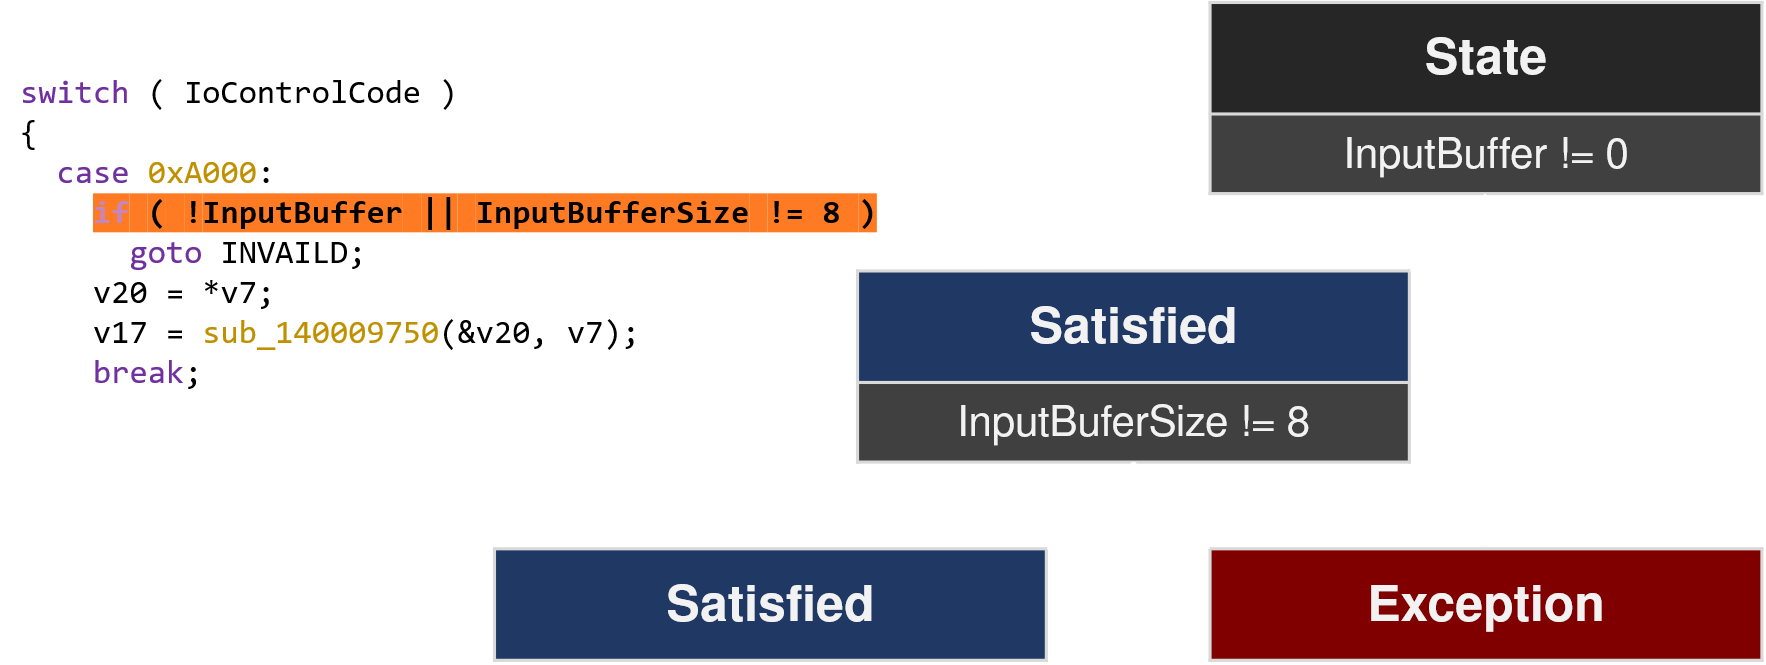 switch ( IoControlCode )
{
case 0xA000:
if ( !InputBuffer || InputBufferSize != 8 )
goto INVAILD;
v20 = *v7;
v17 = sub_140009750(&v20, v7);
break;
State
InputBuffer != 0
Satisfied
InputBuferSize != 8
Satisfied
Exception